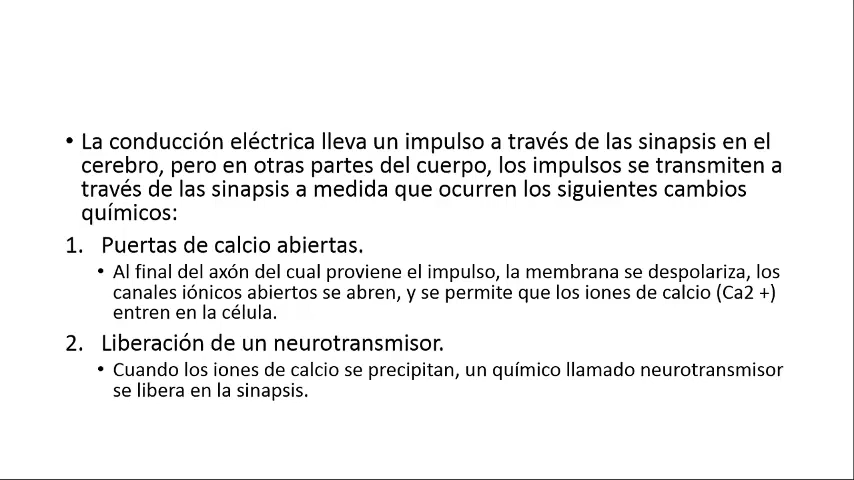 • La conducción eléctrica lleva un impulso a través de las sinapsis en el
cerebro, pero en otras partes del cuerpo, los impulsos se transmiten a
través de las sinapsis a medida que ocurren los siguientes cambios
químicos:
1. Puertas de calcio abiertas.
• Al final del axón del cual proviene el impulso, la membrana se despolariza, los
canales iónicos abiertos se abren, y se permite que los iones de calcio (Ca2 +)
entren en la célula.
2. Liberación de un neurotransmisor.
• Cuando los iones de calcio se precipitan, un químico llamado neurotransmisor
se libera en la sinapsis.